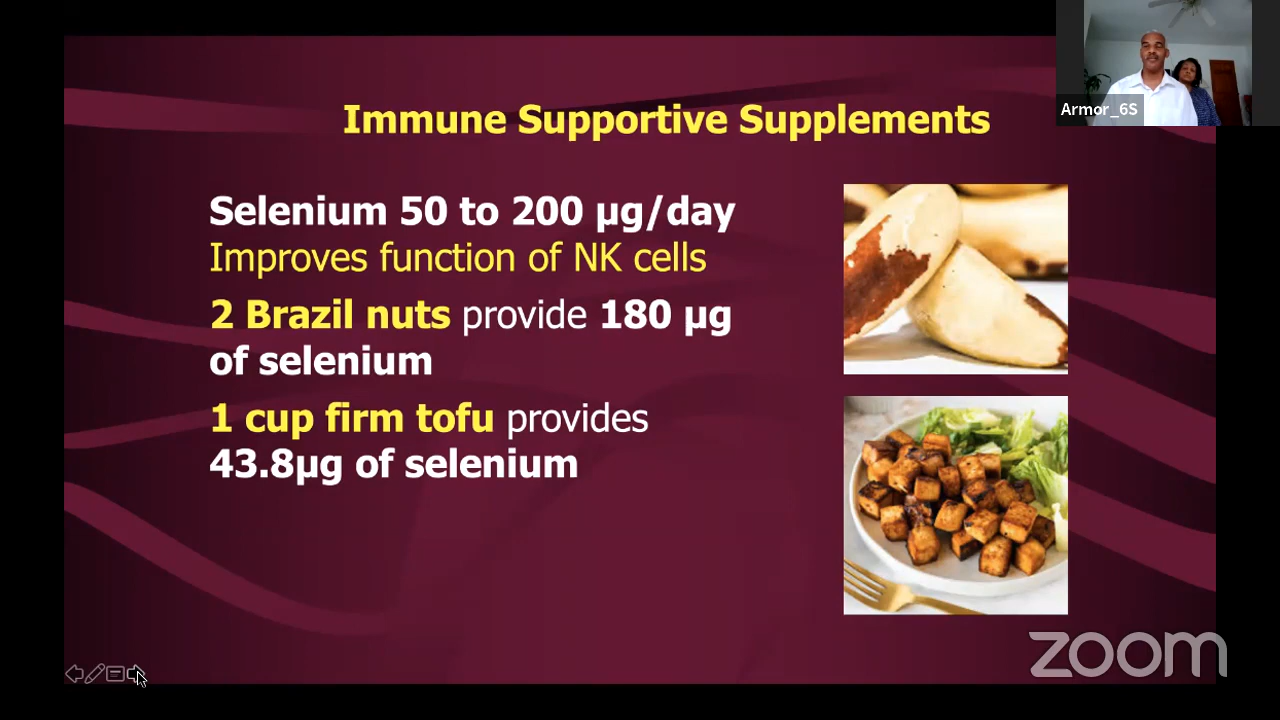 Immune Supportive Supplements
Armor_6S
Selenium 50 to 200 µg/day
Improves function of NK cells
2 Brazil nuts provide 180 µg
of selenium
1 cup firm tofu provides
43.8µg of selenium
zoom